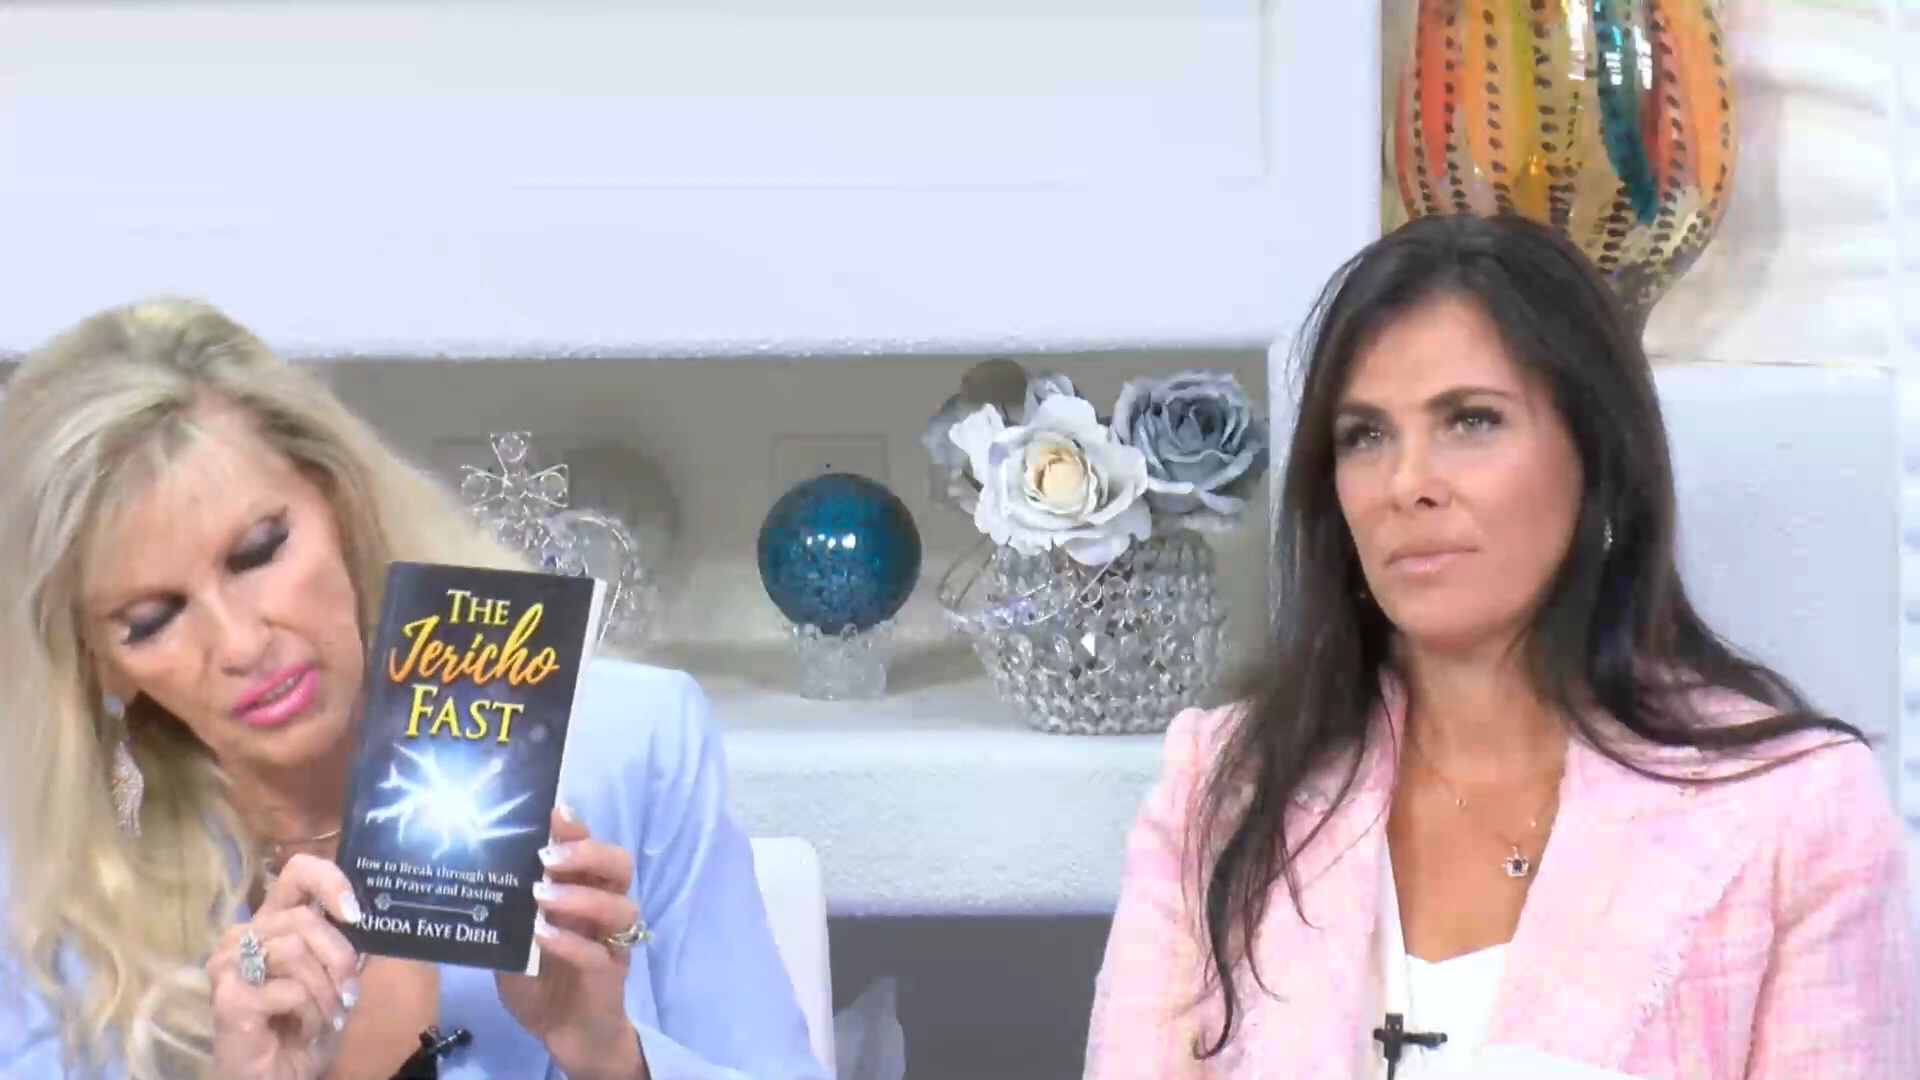 THE
Jericho
FAST
How to Break through Walls
with Prayer and Fasting
RHODA FAYE DIEHL